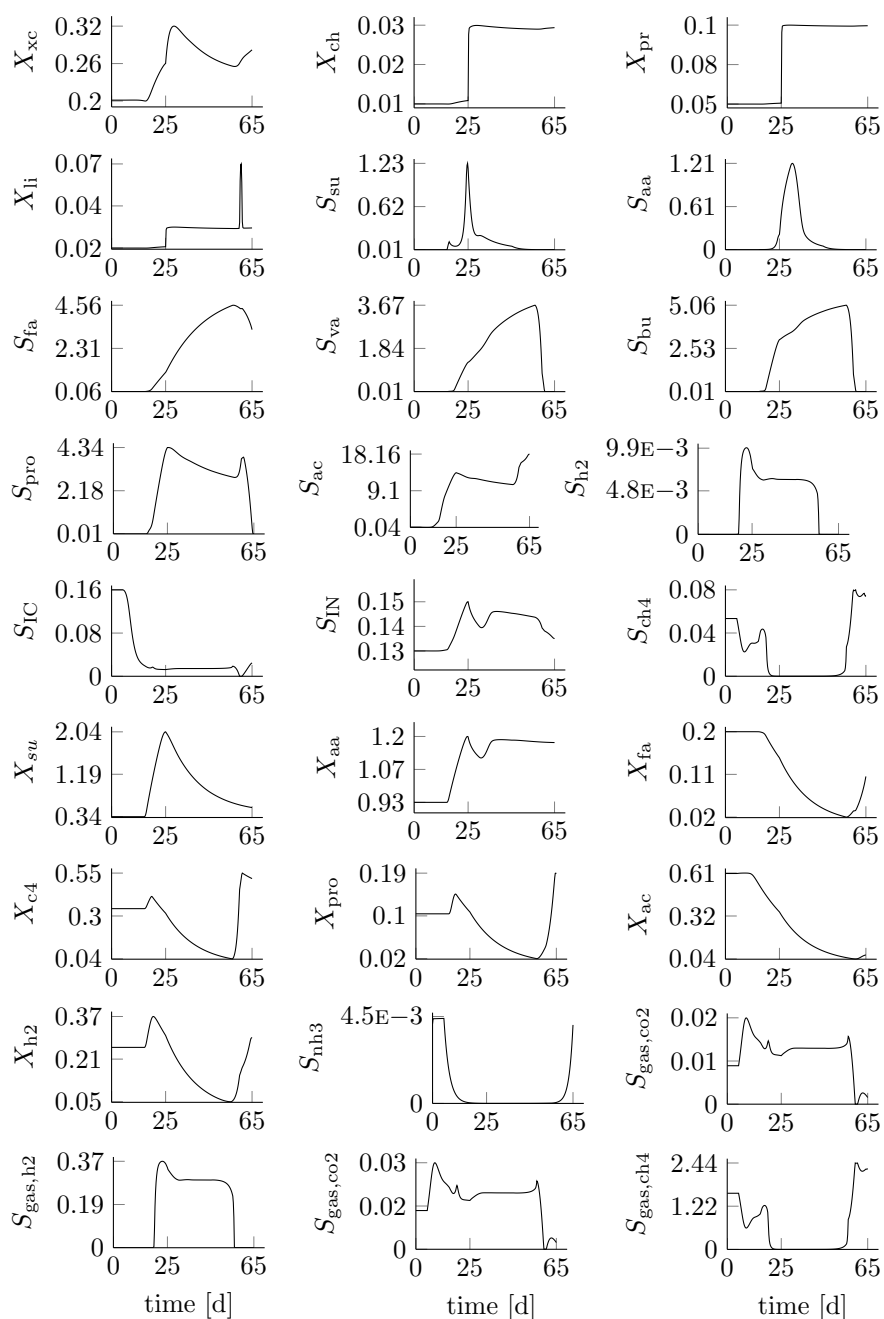 X_xc 0.32 0.26 0.2 0 25 65
X_ch 0.03 0.02 0.01 0 25 65
X_pr 0.1 0.08 0.05 0 25 65
X_li 0.07 0.04 0.02 0 25 65
S_su 1.23 0.62 0.01 0 25 65
S_aa 1.21 0.61 0 0 25 65
S_fa 4.56 2.31 0.06 0 25 65
S_va 3.67 1.84 0.01 0 25 65
S_bu 5.06 2.53 0.01 0 25 65
S_pro 4.34 2.18 0.01 0 25 65
S_ac 18.16 9.1 0.04 0 25 65
S_h2 9.9E−3 4.8E−3 0 0 25 65
S_IC 0.16 0.08 0 0 25 65
S_IN 0.15 0.14 0.13 0 25 65
S_ch4 0.08 0.04 0 0 25 65
X_su 2.04 1.19 0.34 0 25 65
X_aa 1.2 1.07 0.93 0 25 65
X_fa 0.2 0.11 0.02 0 25 65
X_c4 0.55 0.3 0.04 0 25 65
X_pro 0.19 0.1 0.02 0 25 65
X_ac 0.61 0.32 0.04 0 25 65
X_h2 0.37 0.21 0.05 0 25 65
S_nh3 4.5E−3 0 0 25 65
S_gas,co2 0.02 0.01 0 0 25 65
S_gas,h2 0.37 0.19 0 0 25 65
time [d]
S_gas,co2 0.03 0.02 0 0 25 65
time [d]
S_gas,ch4 2.44 1.22 0 0 25 65
time [d]